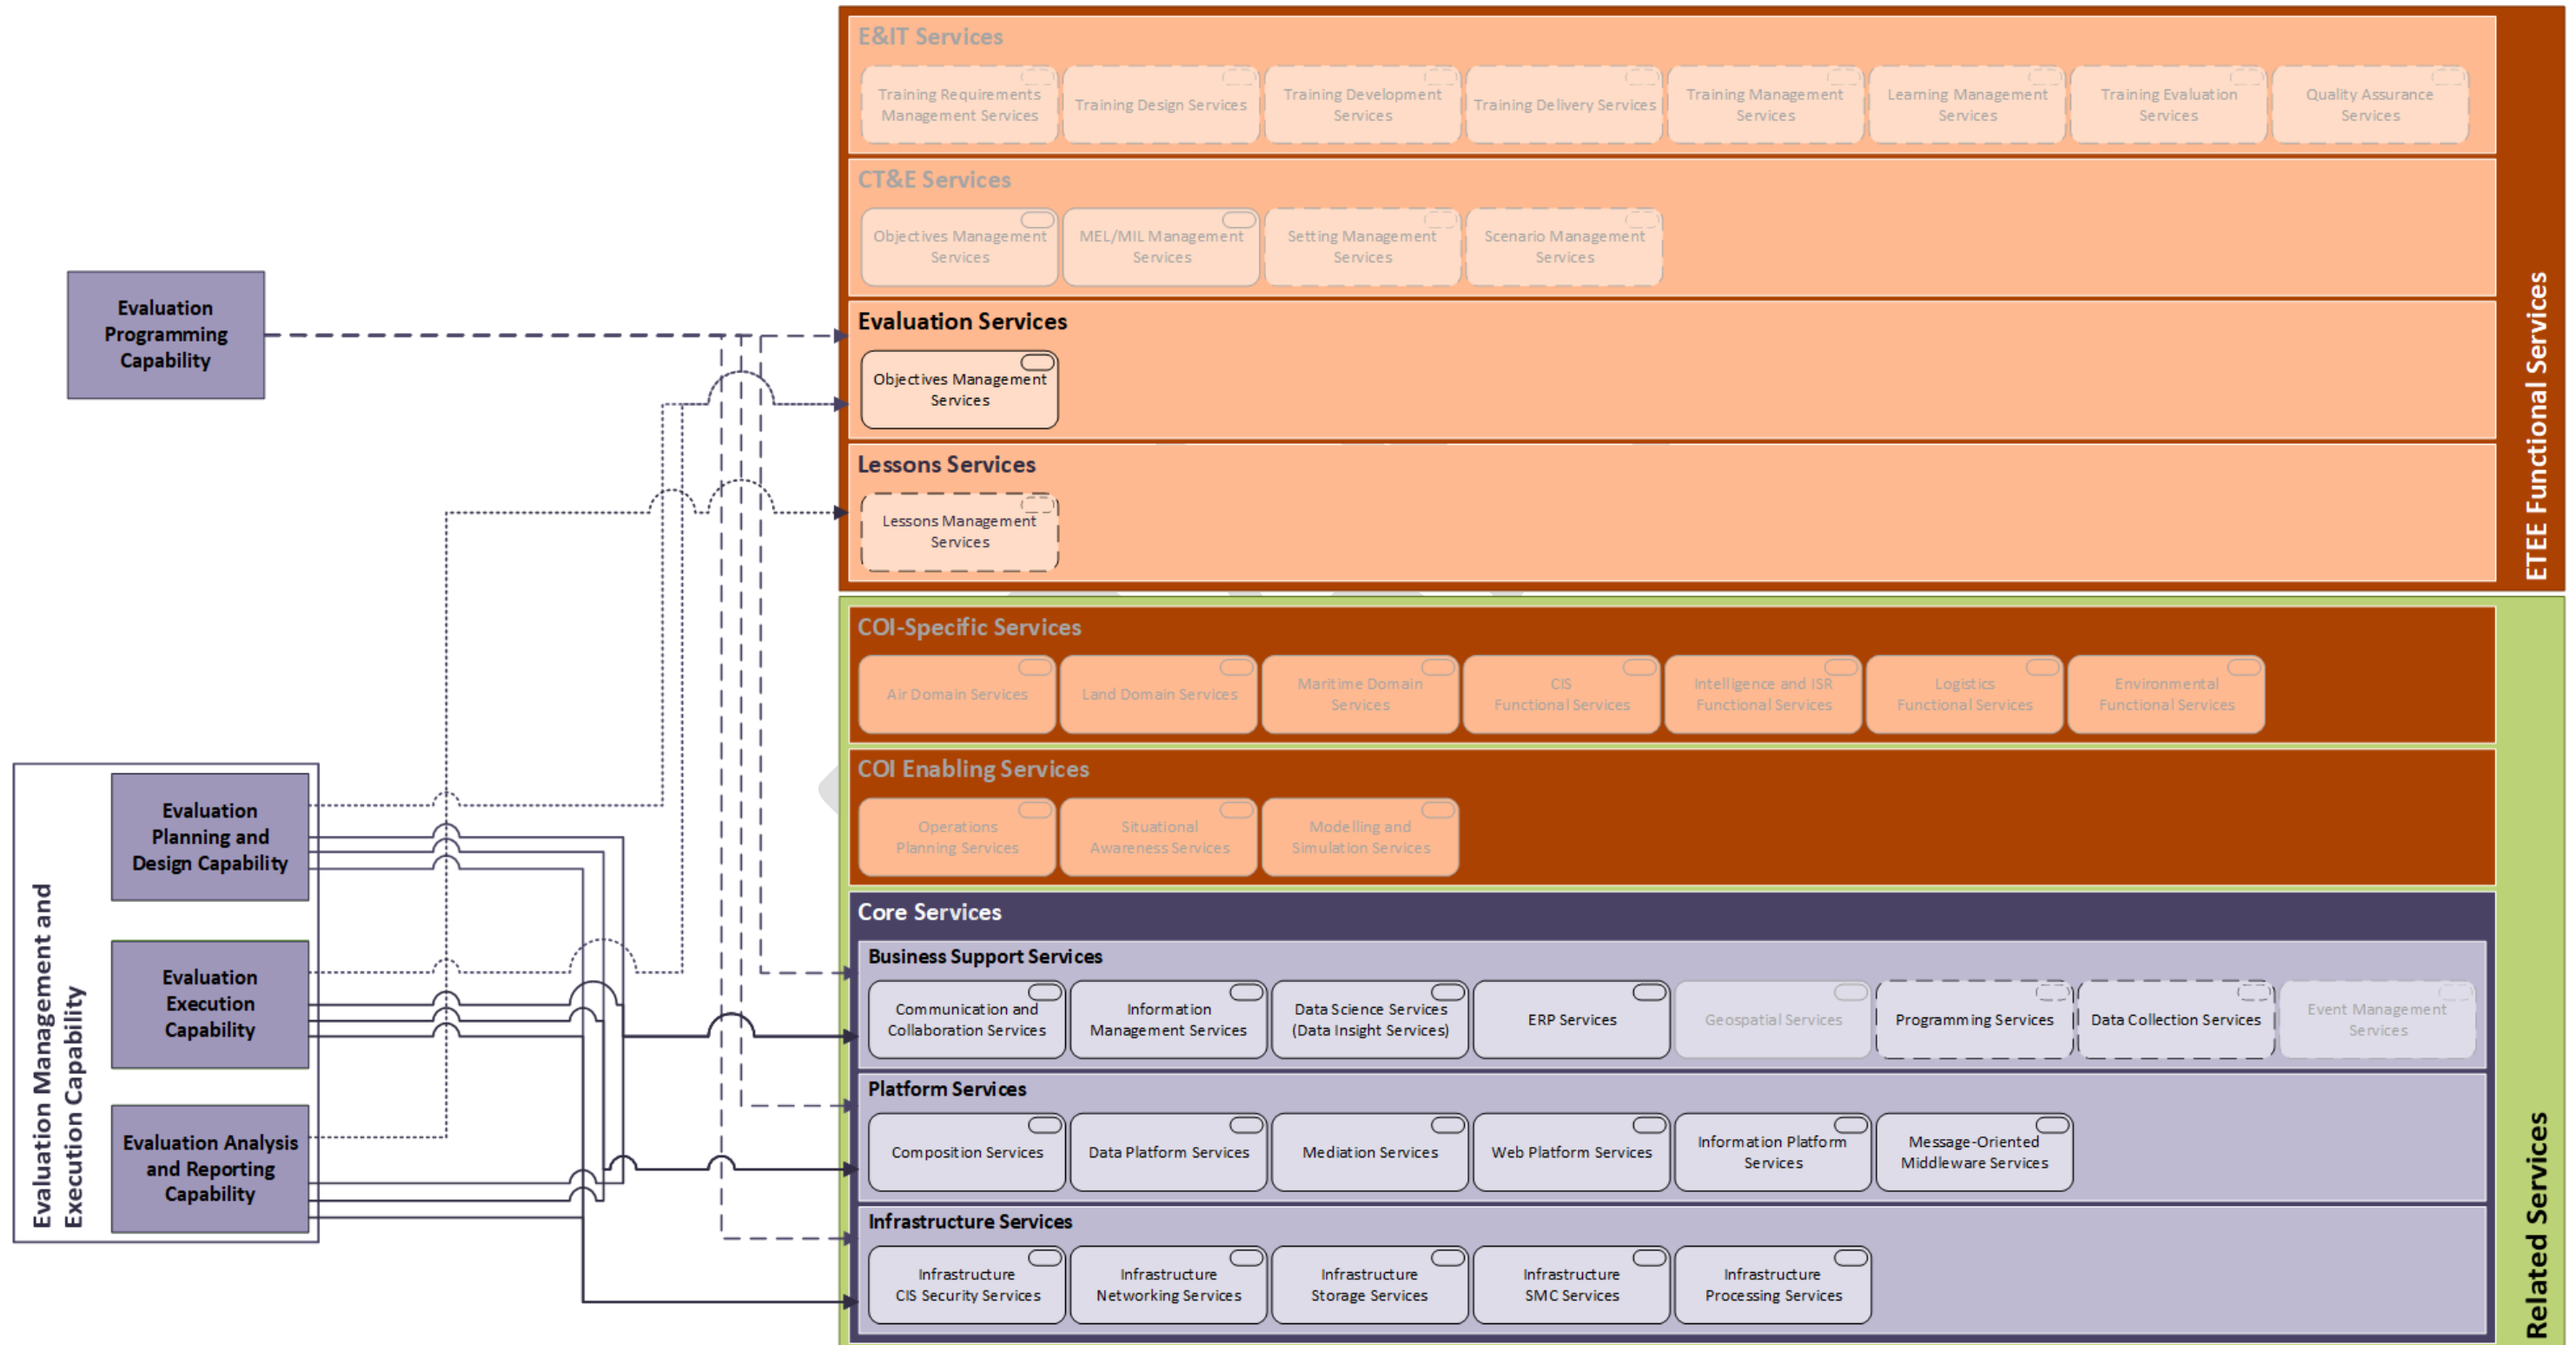 E&IT Services
Training Requirements
Management Services
Training Design Services
Training Development
Services
Training Delivery Services
Training Management
Services
Learning Management
Services
Training Evaluation
Services
Quality Assurance
Services
CT&E Services
Objectives Management
Services
MEL/MIL Management
Services
Setting Management
Services
Scenario Management
Services
Evaluation Services
Objectives Management
Services
Lessons Services
Lessons Management
Services
ETEE Functional Services
Evaluation
Programming
Capability
Evaluation Management and
Execution Capability
Evaluation
Planning and
Design Capability
Evaluation
Execution
Capability
Evaluation Analysis
and Reporting
Capability
COI-Specific Services
Air Domain Services
Land Domain Services
Maritime Domain
Services
CIS
Functional Services
Intelligence and ISR
Functional Services
Logistics
Functional Services
Environmental
Functional Services
COI Enabling Services
Operations
Planning Services
Situational
Awareness Services
Modelling and
Simulation Services
Core Services
Business Support Services
Communication and
Collaboration Services
Information
Management Services
Data Science Services
(Data Insight Services)
ERP Services
Geospatial Services
Programming Services
Data Collection Services
Event Management
Services
Platform Services
Composition Services
Data Platform Services
Mediation Services
Web Platform Services
Information Platform
Services
Message-Oriented
Middleware Services
Infrastructure Services
Infrastructure
CIS Security Services
Infrastructure
Networking Services
Infrastructure
Storage Services
Infrastructure
SMC Services
Infrastructure
Processing Services
Related Services